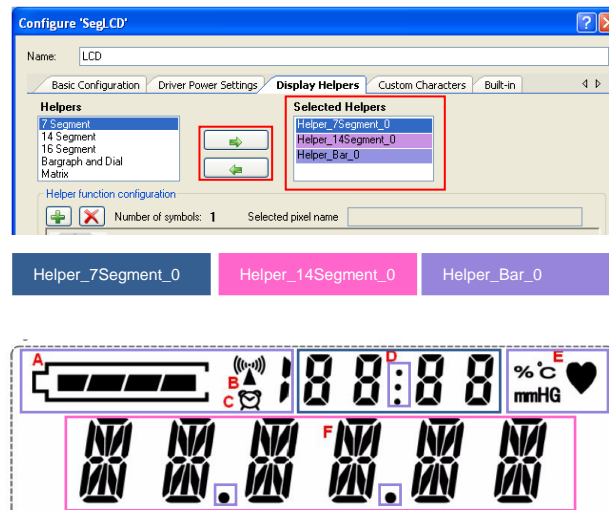 Configure 'SegLCD'
Name: LCD
Basic Configuration Driver Power Settings Display Helpers Custom Characters Built-in
Helpers Selected Helpers
7 Segment Helper_7Segment_0
14 Segment Helper_14Segment_0
16 Segment Helper_Bar_0
Bargraph and Dial
Matrix
Helper function configuration
Number of symbols: 1 Selected pixel name
Helper_7Segment_0 Helper_14Segment_0 Helper_Bar_0
A D E
B 88:88 %°C
C mmHG
F